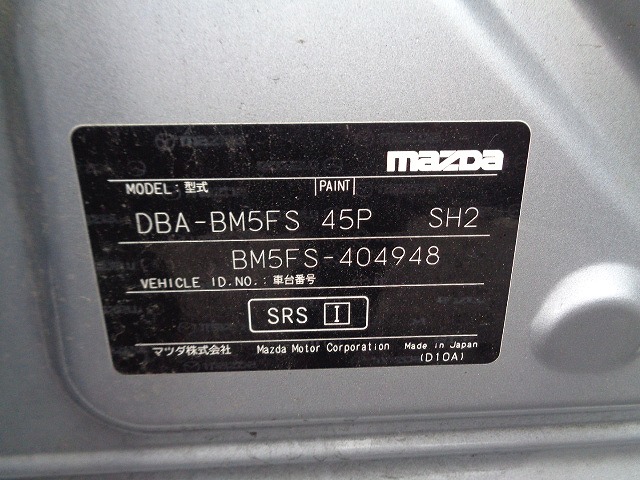 mazda
MODEL:型式 PAINT
DBA-BM5FS 45P SH2
BM5FS-404948
VEHICLE ID.NO.:車台番号
SRS I
マツダ株式会社 Mazda Motor Corporation Made in Japan
(D10A)